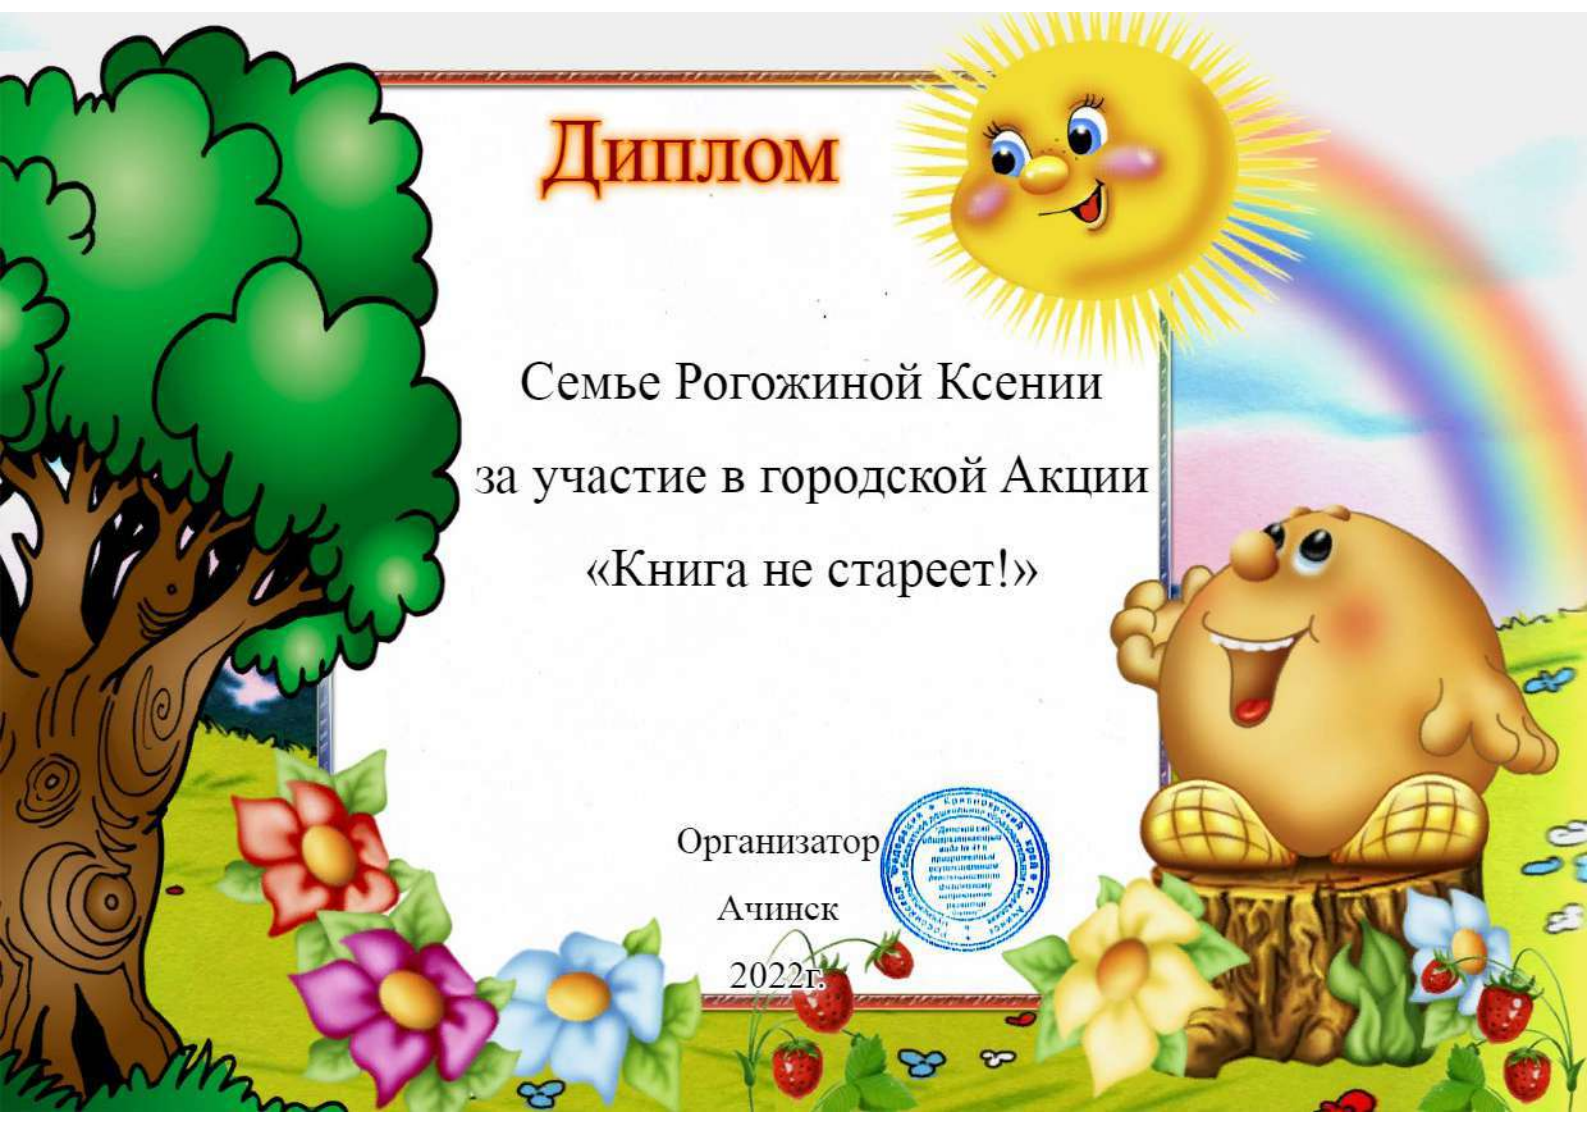 Диплом
Семье Рогожиной Ксении
за участие в городской Акции
«Книга не стареет!»
Организатор
Ачинск
2022г.